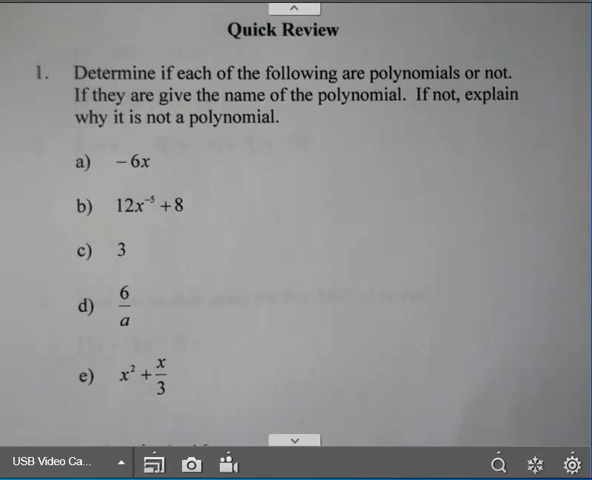 Quick Review
1. Determine if each of the following are polynomials or not.
If they are give the name of the polynomial. If not, explain
why it is not a polynomial.
a) −6x
b) 12x⁻⁵ + 8
c) 3
d) 6/a
e) x² + x/3
USB Video Ca...